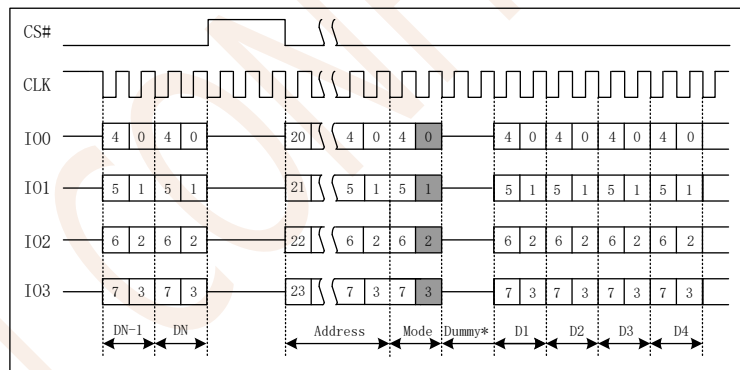 CS#
CLK
IO0 4 0 4 0 20 4 0 4 0 4 0 4 0 4 0 4 0
IO1 5 1 5 1 21 5 1 5 1 5 1 5 1 5 1 5 1
IO2 6 2 6 2 22 6 2 6 2 6 2 6 2 6 2 6 2
IO3 7 3 7 3 23 7 3 7 3 7 3 7 3 7 3 7 3
DN-1 DN Address Mode Dummy* D1 D2 D3 D4